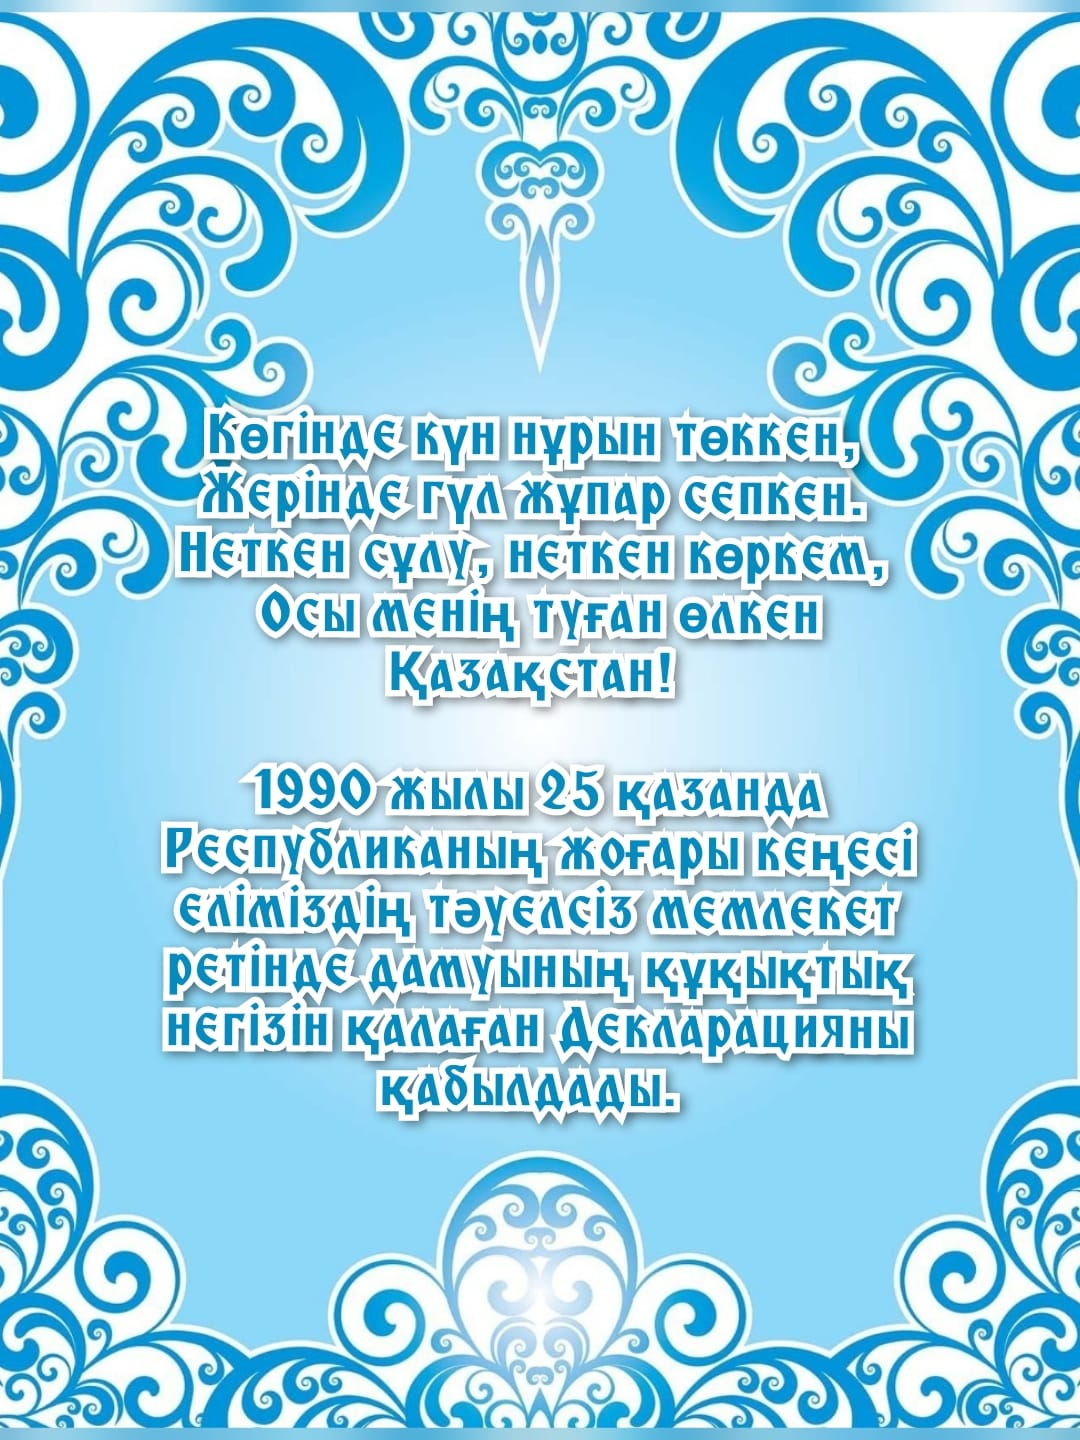 Көгінде күн нұрын төккен,
Жерінде гүл жұпар сепкен.
Неткен сұлу, неткен көркем,
Осы менің туған өлкен
Қазақстан!
1990 жылы 25 қазанда
Республиканың жоғары кеңесі
еліміздің тәуелсіз мемлекет
ретінде дамуының құқықтық
негізін қалаған Декларацияны
қабылдады.